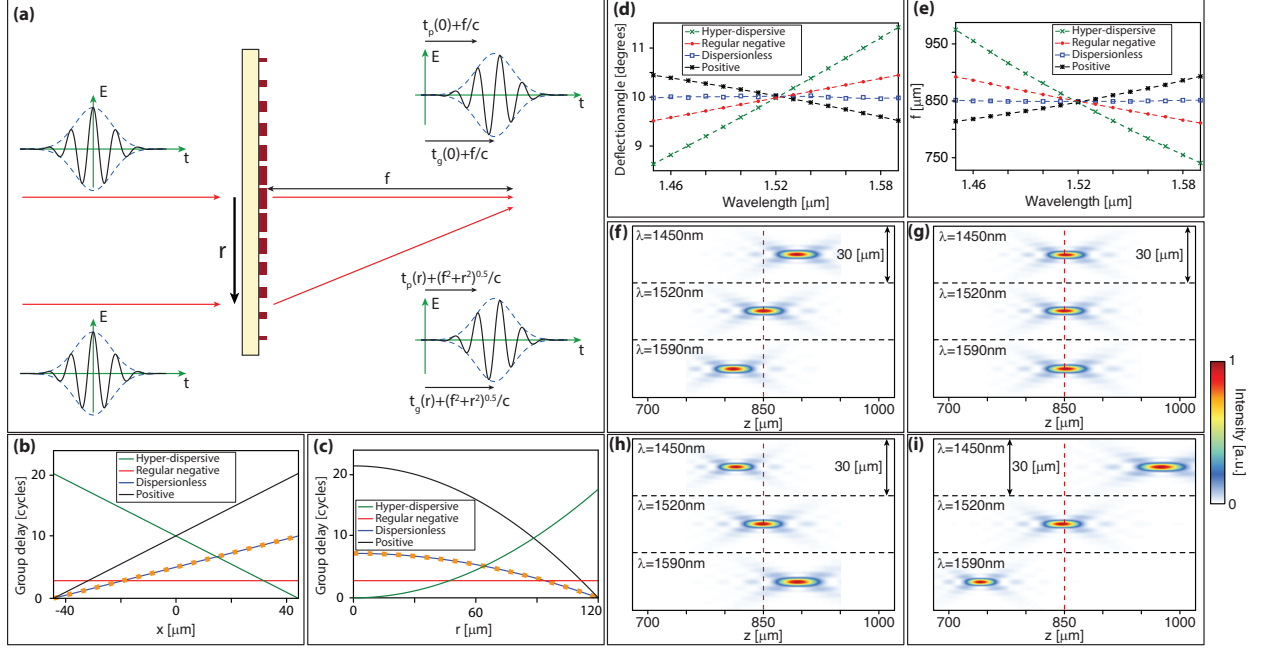 (a)
E
t
r
f
E
t
tp(0)+f/c
E
t
tg(0)+f/c
tp(r)+(f²+r²)⁰·⁵/c
E
t
tg(r)+(f²+r²)⁰·⁵/c
(b)
Group delay [cycles]
20
10
0
Hyper-dispersive
Regular negative
Dispersionless
Positive
-40
0
40
x [μm]
(c)
Group delay [cycles]
20
10
5
0
Hyper-dispersive
Regular negative
Dispersionless
Positive
0
60
120
r [μm]
(d)
Deflectionangle [degrees]
11
10
9
Hyper-dispersive
Regular negative
Dispersionless
Positive
1.46
1.52
1.58
Wavelength [μm]
(e)
f [μm]
950
850
750
Hyper-dispersive
Regular negative
Dispersionless
Positive
1.46
1.52
1.58
Wavelength [μm]
(f)
λ=1450nm
30 [μm]
λ=1520nm
λ=1590nm
700
850
1000
z [μm]
(g)
λ=1450nm
30 [μm]
λ=1520nm
λ=1590nm
700
850
1000
z [μm]
(h)
λ=1450nm
30 [μm]
λ=1520nm
λ=1590nm
700
850
1000
z [μm]
(i)
λ=1450nm
30 [μm]
λ=1520nm
λ=1590nm
700
850
1000
z [μm]
1
Intensity [a.u.]
0